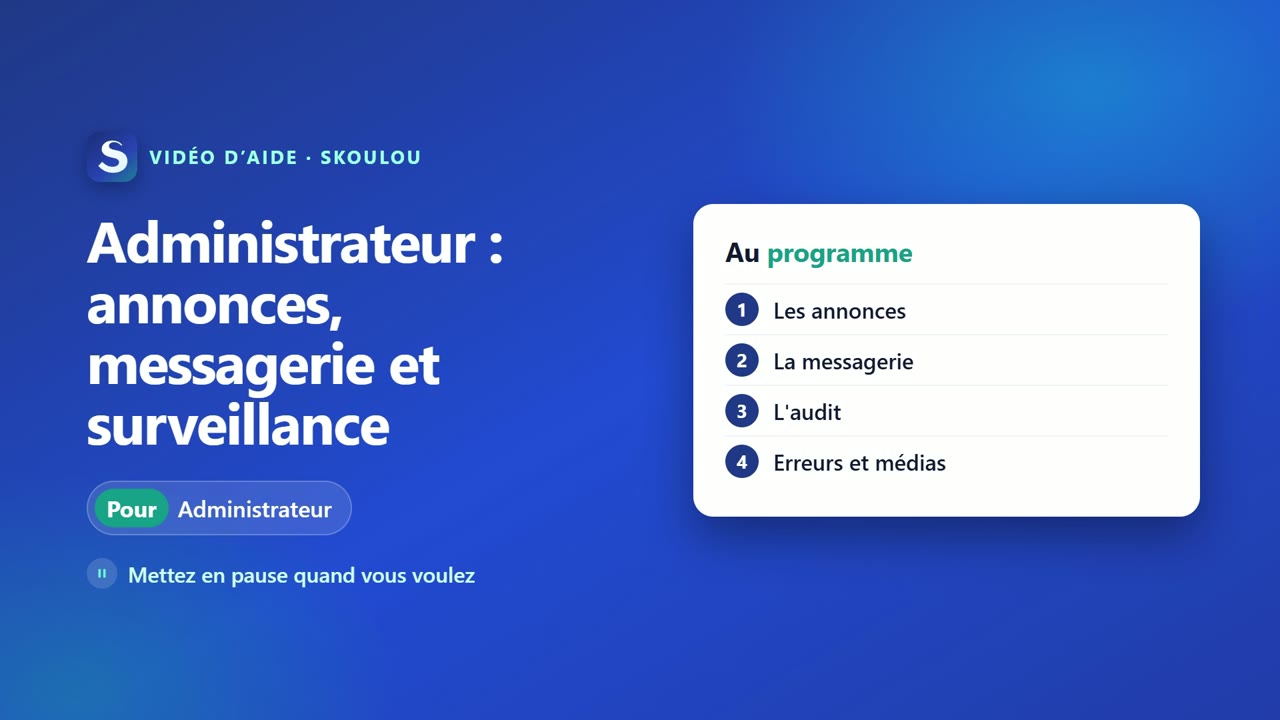 S
VIDÉO D’AIDE · SKOULOU
Administrateur :
annonces,
messagerie et
surveillance
Pour Administrateur
Mettez en pause quand vous voulez
Au programme
1 Les annonces
2 La messagerie
3 L'audit
4 Erreurs et médias